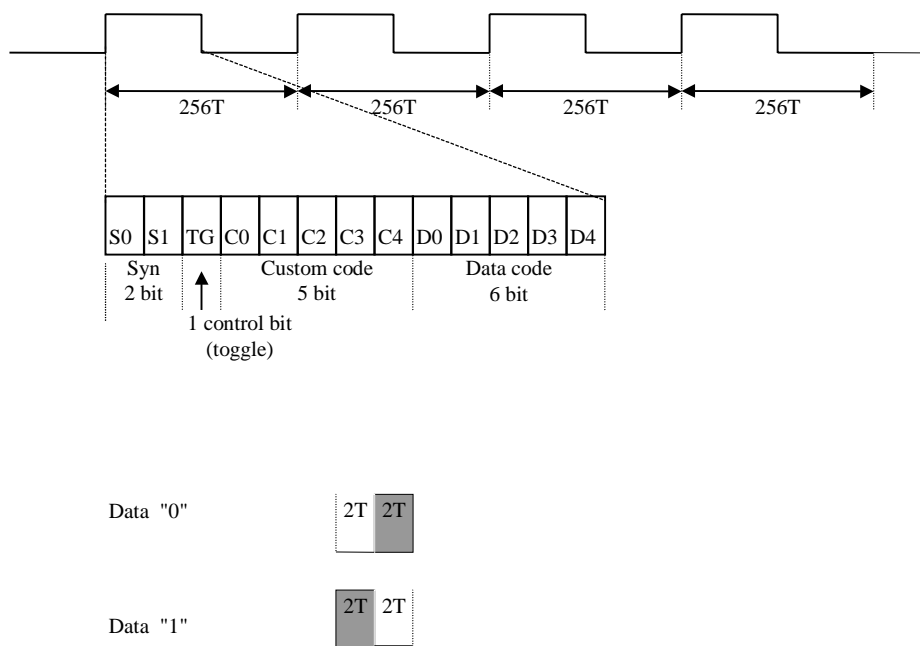 256T 256T 256T 256T
S0 S1 TG C0 C1 C2 C3 C4 D0 D1 D2 D3 D4
Syn Custom code Data code
2 bit 5 bit 6 bit
1 control bit
(toggle)
Data "0" 2T 2T
Data "1" 2T 2T